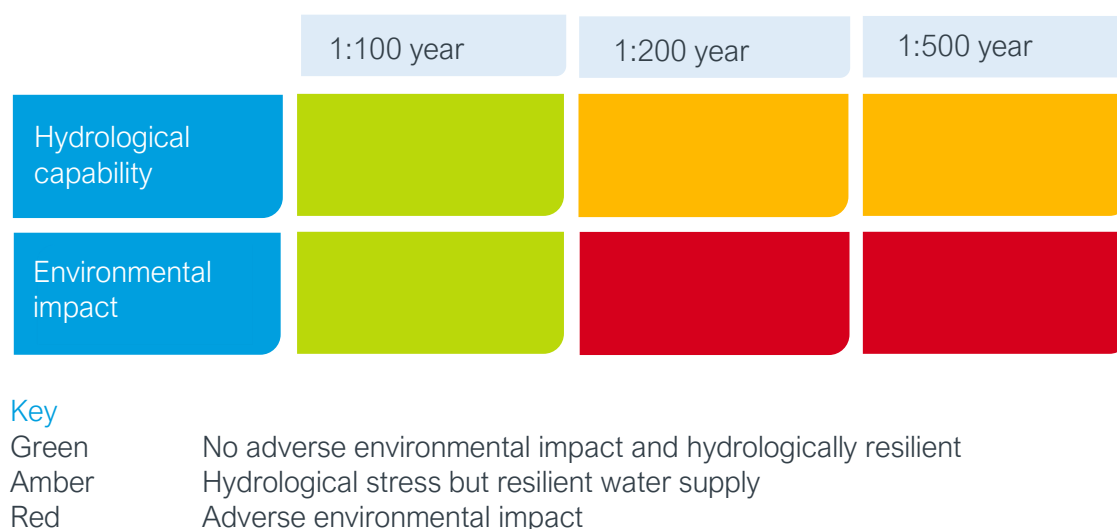 1:100 year 1:200 year 1:500 year
Hydrological
capability
Environmental
impact
Key
Green No adverse environmental impact and hydrologically resilient
Amber Hydrological stress but resilient water supply
Red Adverse environmental impact